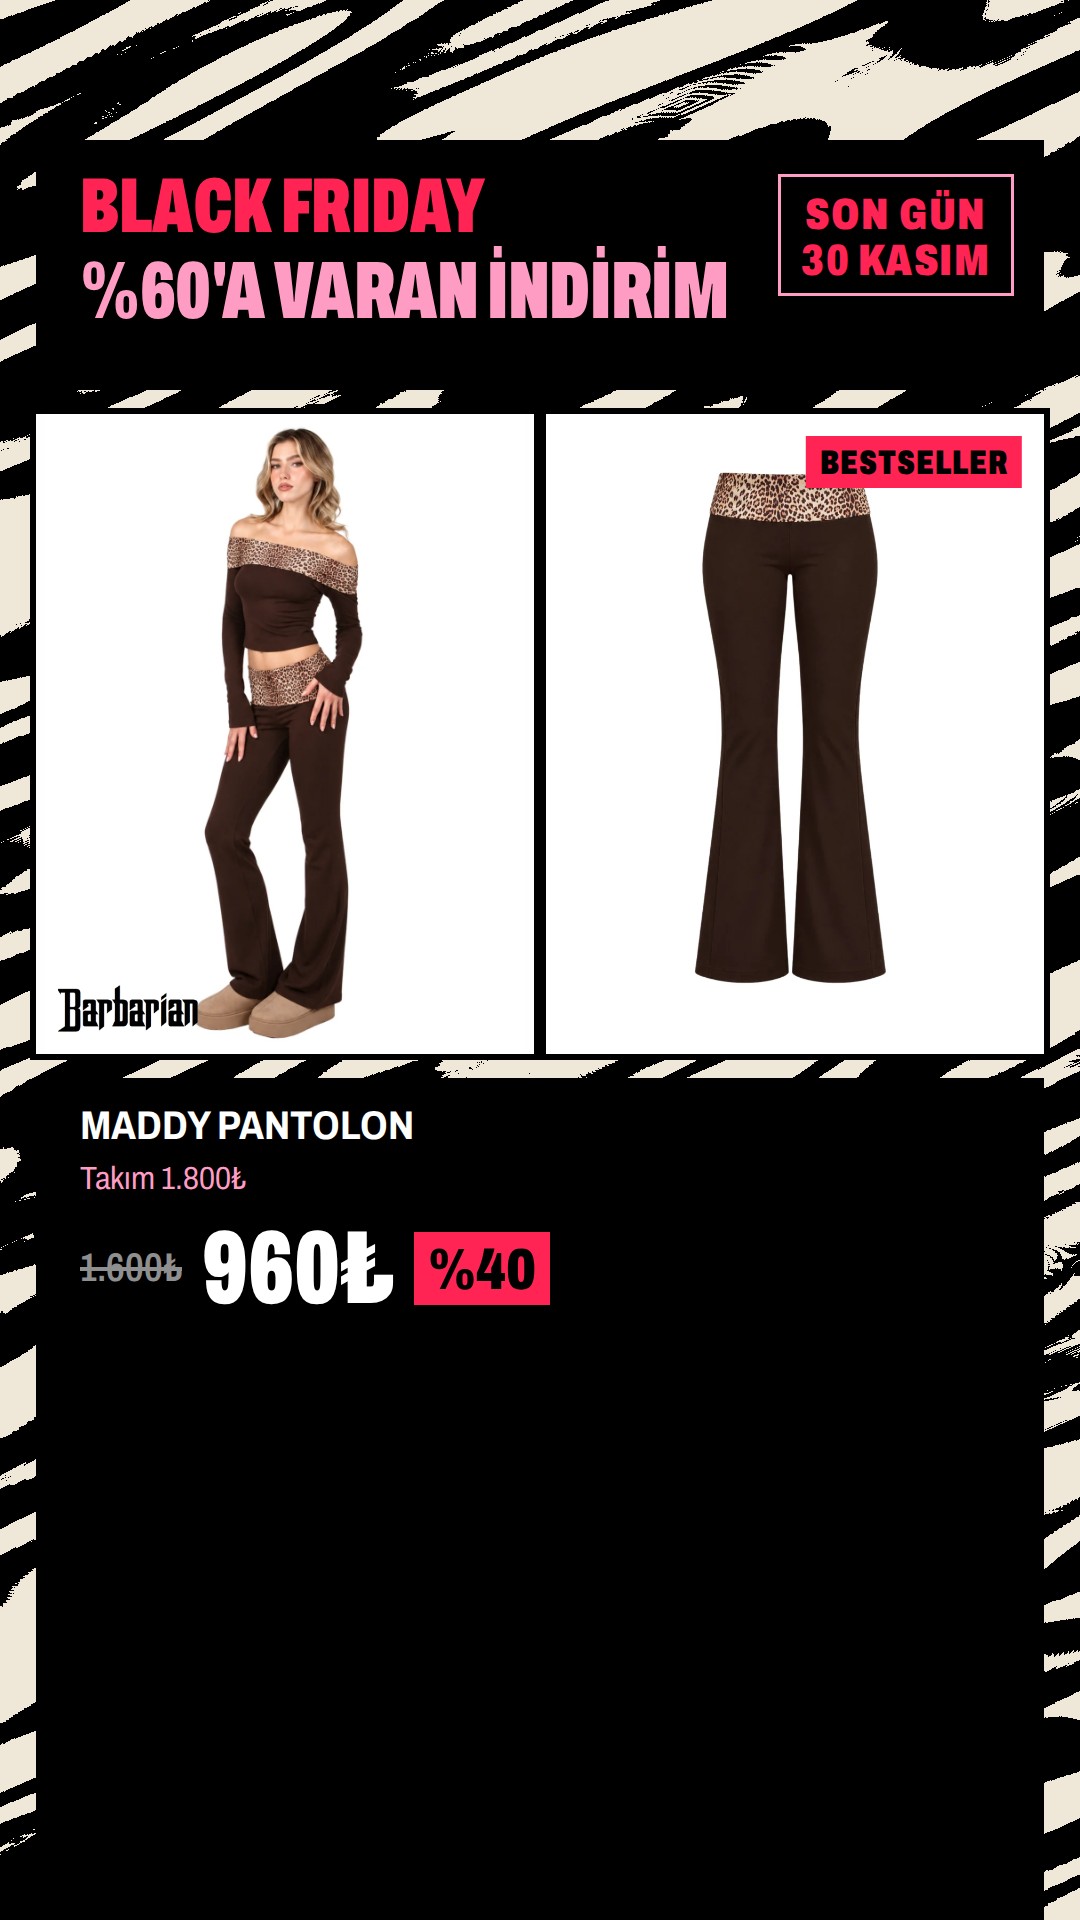 BLACK FRIDAY
%60'A VARAN İNDİRİM
SON GÜN
30 KASIM
BESTSELLER
Barbarian
MADDY PANTOLON
Takım 1.800₺
1.600₺ 960₺ %40